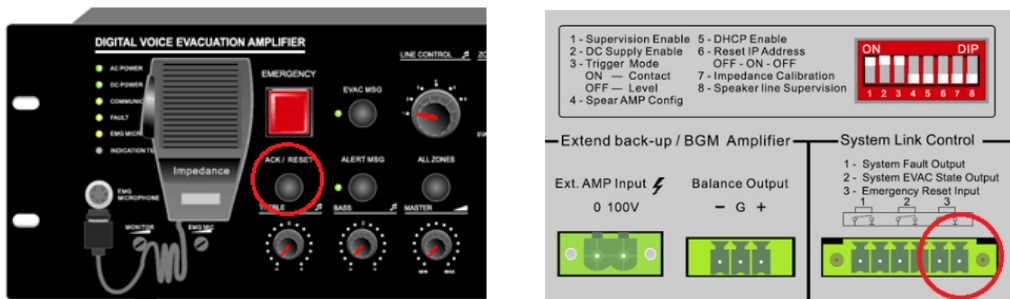 DIGITAL VOICE EVACUATION AMPLIFIER
LINE CONTROL
AC POWER
DC POWER
FAULT
EMERGENCY
EVAC MSG
ACK / RESET
ALERT MSG
ALL ZONES
Impedance
EMG
MICROPHONE
MONITOR
EMG MIC
BASS
MASTER
MIN
MAX
1 - Supervision Enable
2 - DC Supply Enable
3 - Trigger Mode
ON — Contact
OFF — Level
4 - Spear AMP Config
5 - DHCP Enable
6 - Reset IP Address
OFF - ON - OFF
7 - Impedance Calibration
8 - Speaker line Supervision
ON DIP
1 2 3 4 5 6 7 8
Extend back-up / BGM Amplifier
Ext. AMP Input
0 100V
Balance Output
- G +
System Link Control
1 - System Fault Output
2 - System EVAC State Output
3 - Emergency Reset Input
1 2 3